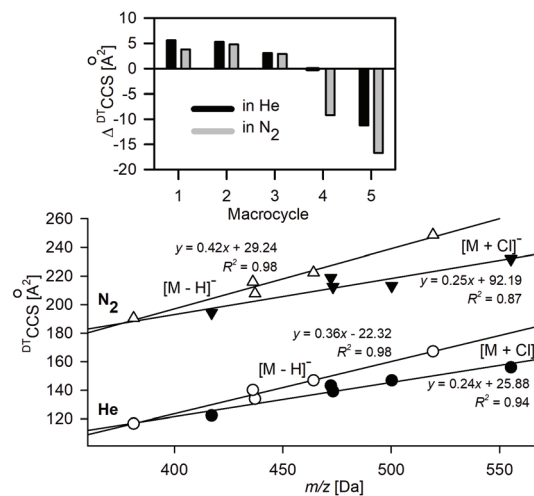 10
5
0
-5
-10
-15
-20
Δ ᴰᵀCCS [Å²]
in He
in N₂
1 2 3 4 5
Macrocycle
260
240
220
200
180
160
140
120
ᴰᵀCCS [Å²]
y = 0.42x + 29.24
R² = 0.98
[M + Cl]⁻
[M - H]⁻
N₂
y = 0.25x + 92.19
R² = 0.87
y = 0.36x - 22.32
R² = 0.98
[M - H]⁻
[M + Cl]⁻
He
y = 0.24x + 25.88
R² = 0.94
400 450 500 550
m/z [Da]